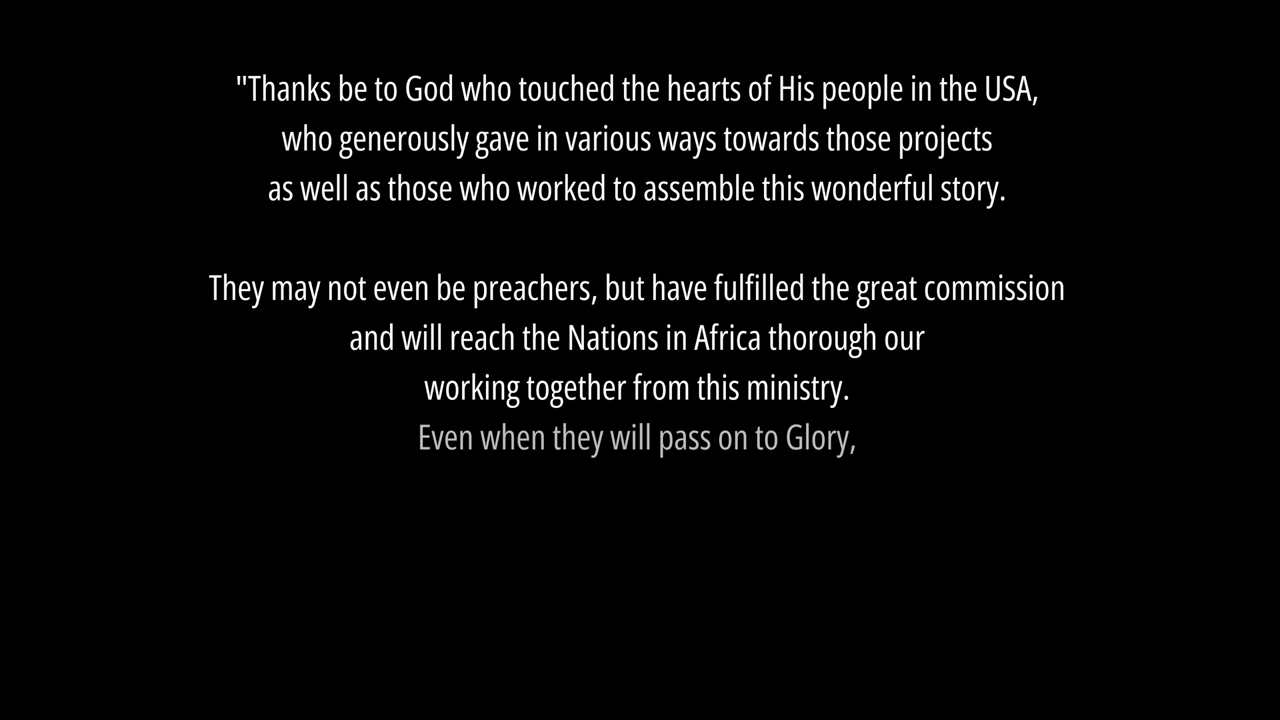 "Thanks be to God who touched the hearts of His people in the USA,
who generously gave in various ways towards those projects
as well as those who worked to assemble this wonderful story.
They may not even be preachers, but have fulfilled the great commission
and will reach the Nations in Africa thorough our
working together from this ministry.
Even when they will pass on to Glory,